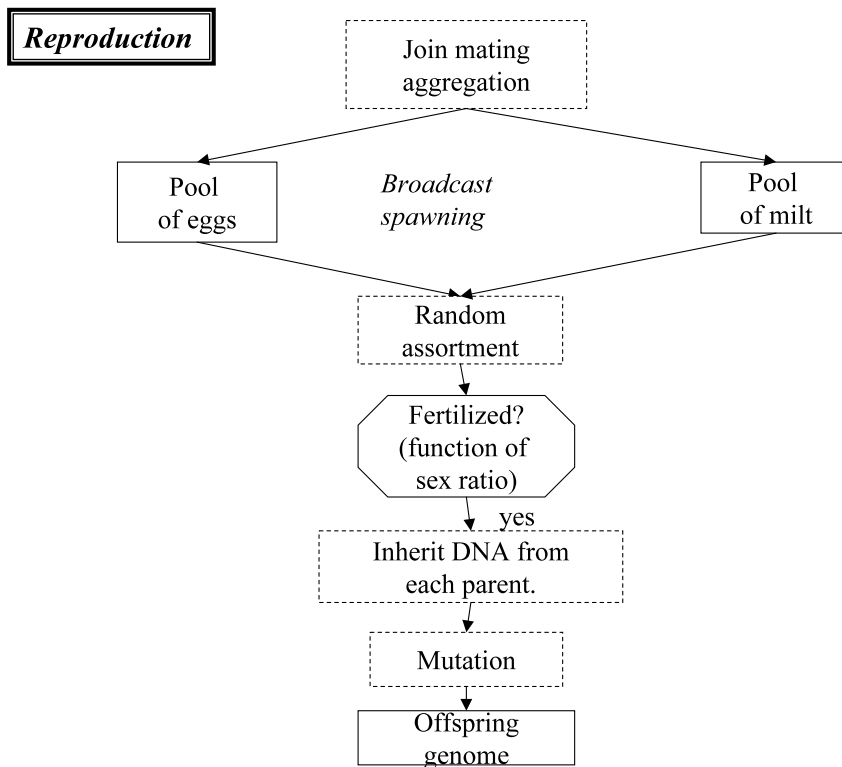 Reproduction
Join mating
aggregation
Pool
of eggs
Broadcast
spawning
Pool
of milt
Random
assortment
Fertilized?
(function of
sex ratio)
yes
Inherit DNA from
each parent.
Mutation
Offspring
genome